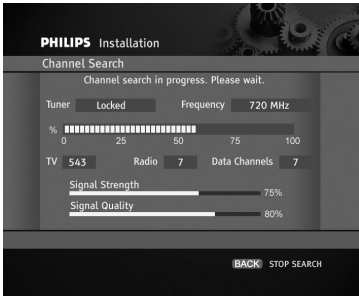 PHILIPS Installation
Channel Search
Channel search in progress. Please wait.
Tuner Locked Frequency 720 MHz
%
0 25 50 75 100
TV 543 Radio 7 Data Channels 7
Signal Strength
75%
Signal Quality
80%
BACK STOP SEARCH